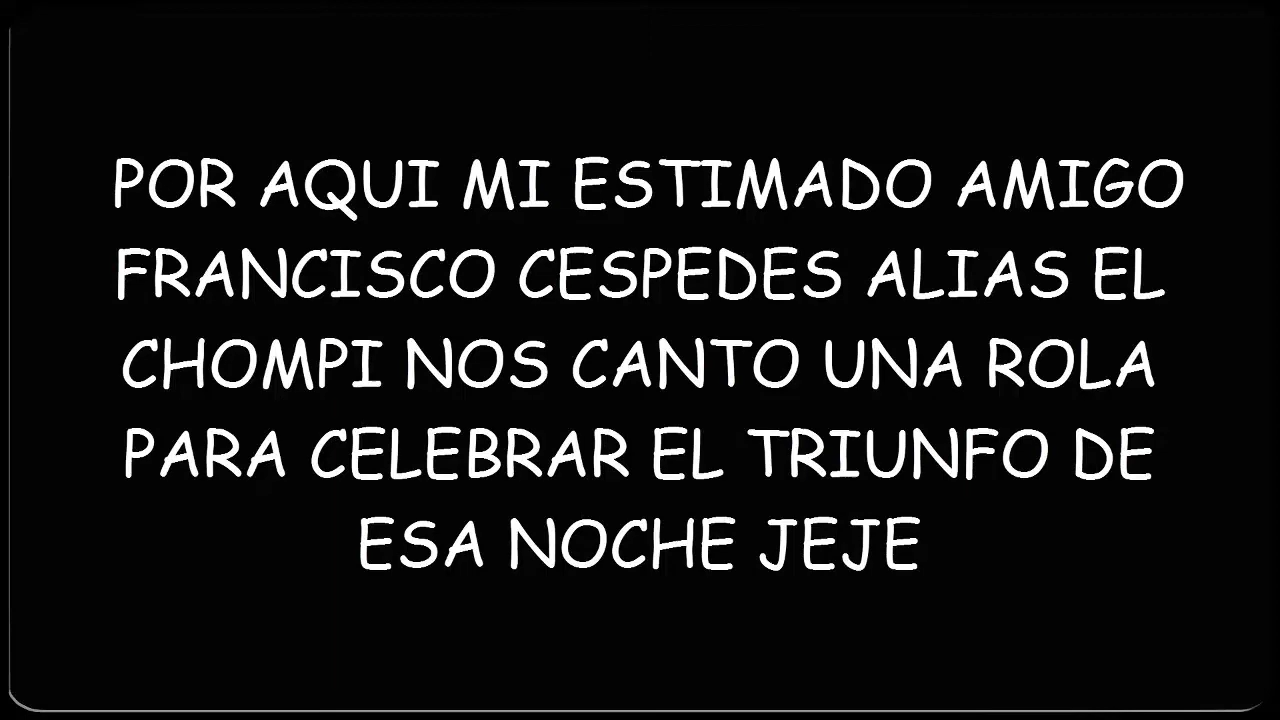 POR AQUI MI ESTIMADO AMIGO
FRANCISCO CESPEDES ALIAS EL
CHOMPI NOS CANTO UNA ROLA
PARA CELEBRAR EL TRIUNFO DE
ESA NOCHE JEJE